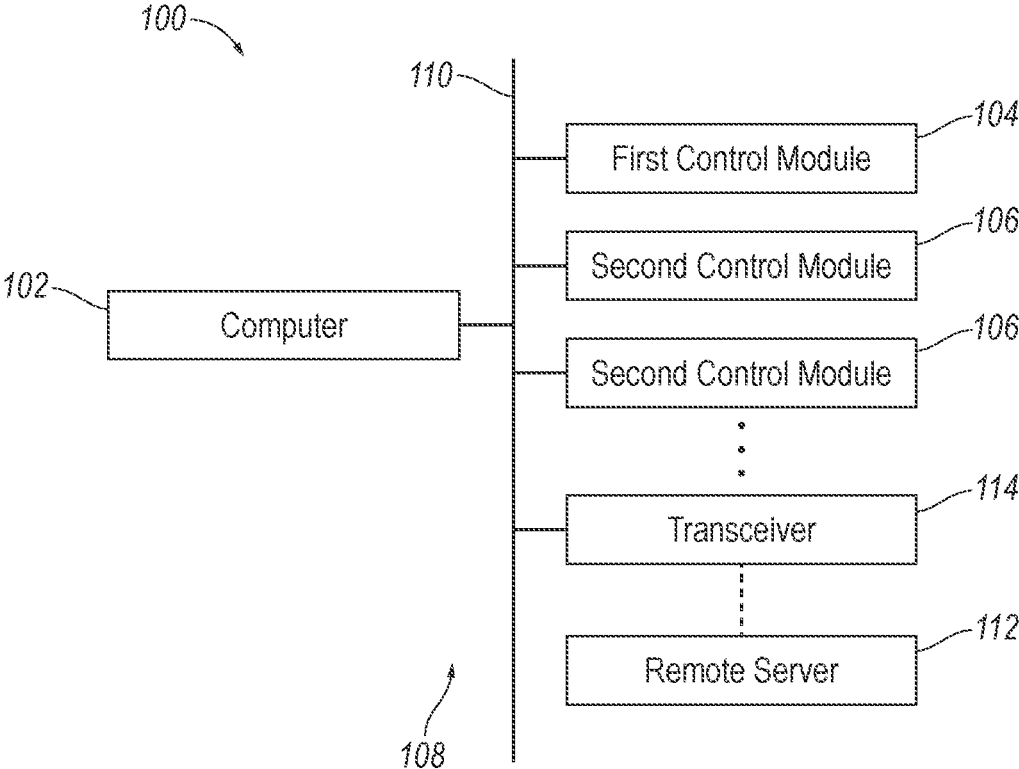 100
110
104
First Control Module
106
Second Control Module
102
Computer
106
Second Control Module
114
Transceiver
112
Remote Server
108